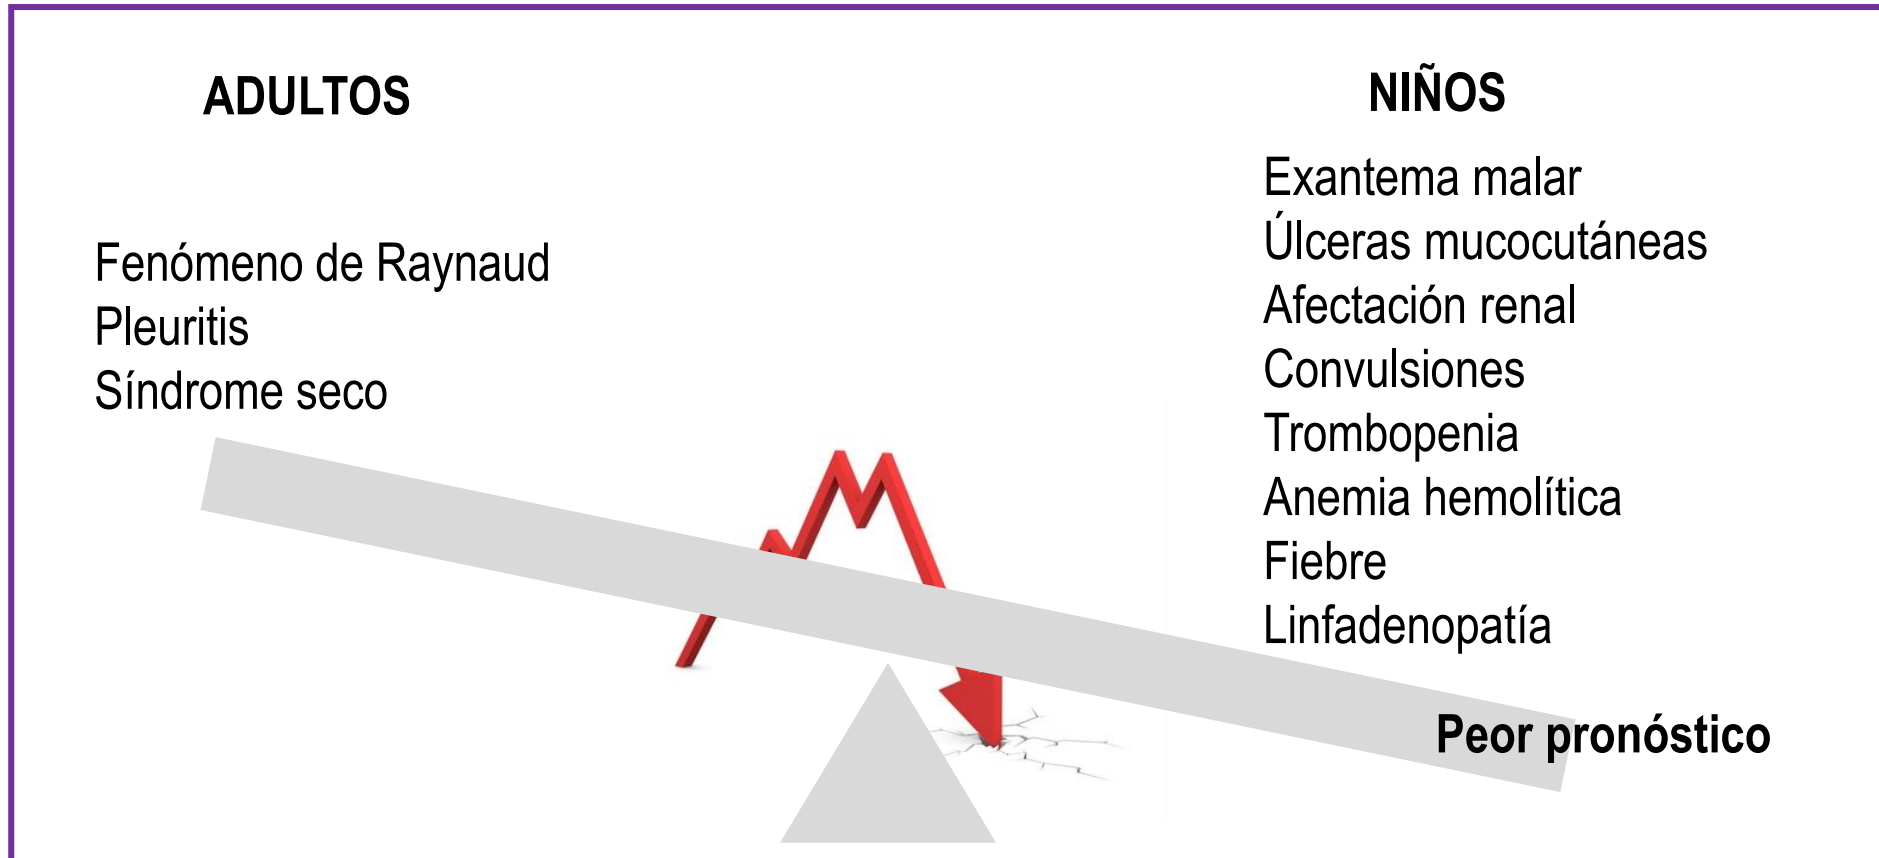 ADULTOS
Fenómeno de Raynaud
Pleuritis
Síndrome seco
NIÑOS
Exantema malar
Úlceras mucocutáneas
Afectación renal
Convulsiones
Trombopenia
Anemia hemolítica
Fiebre
Linfadenopatía
Peor pronóstico